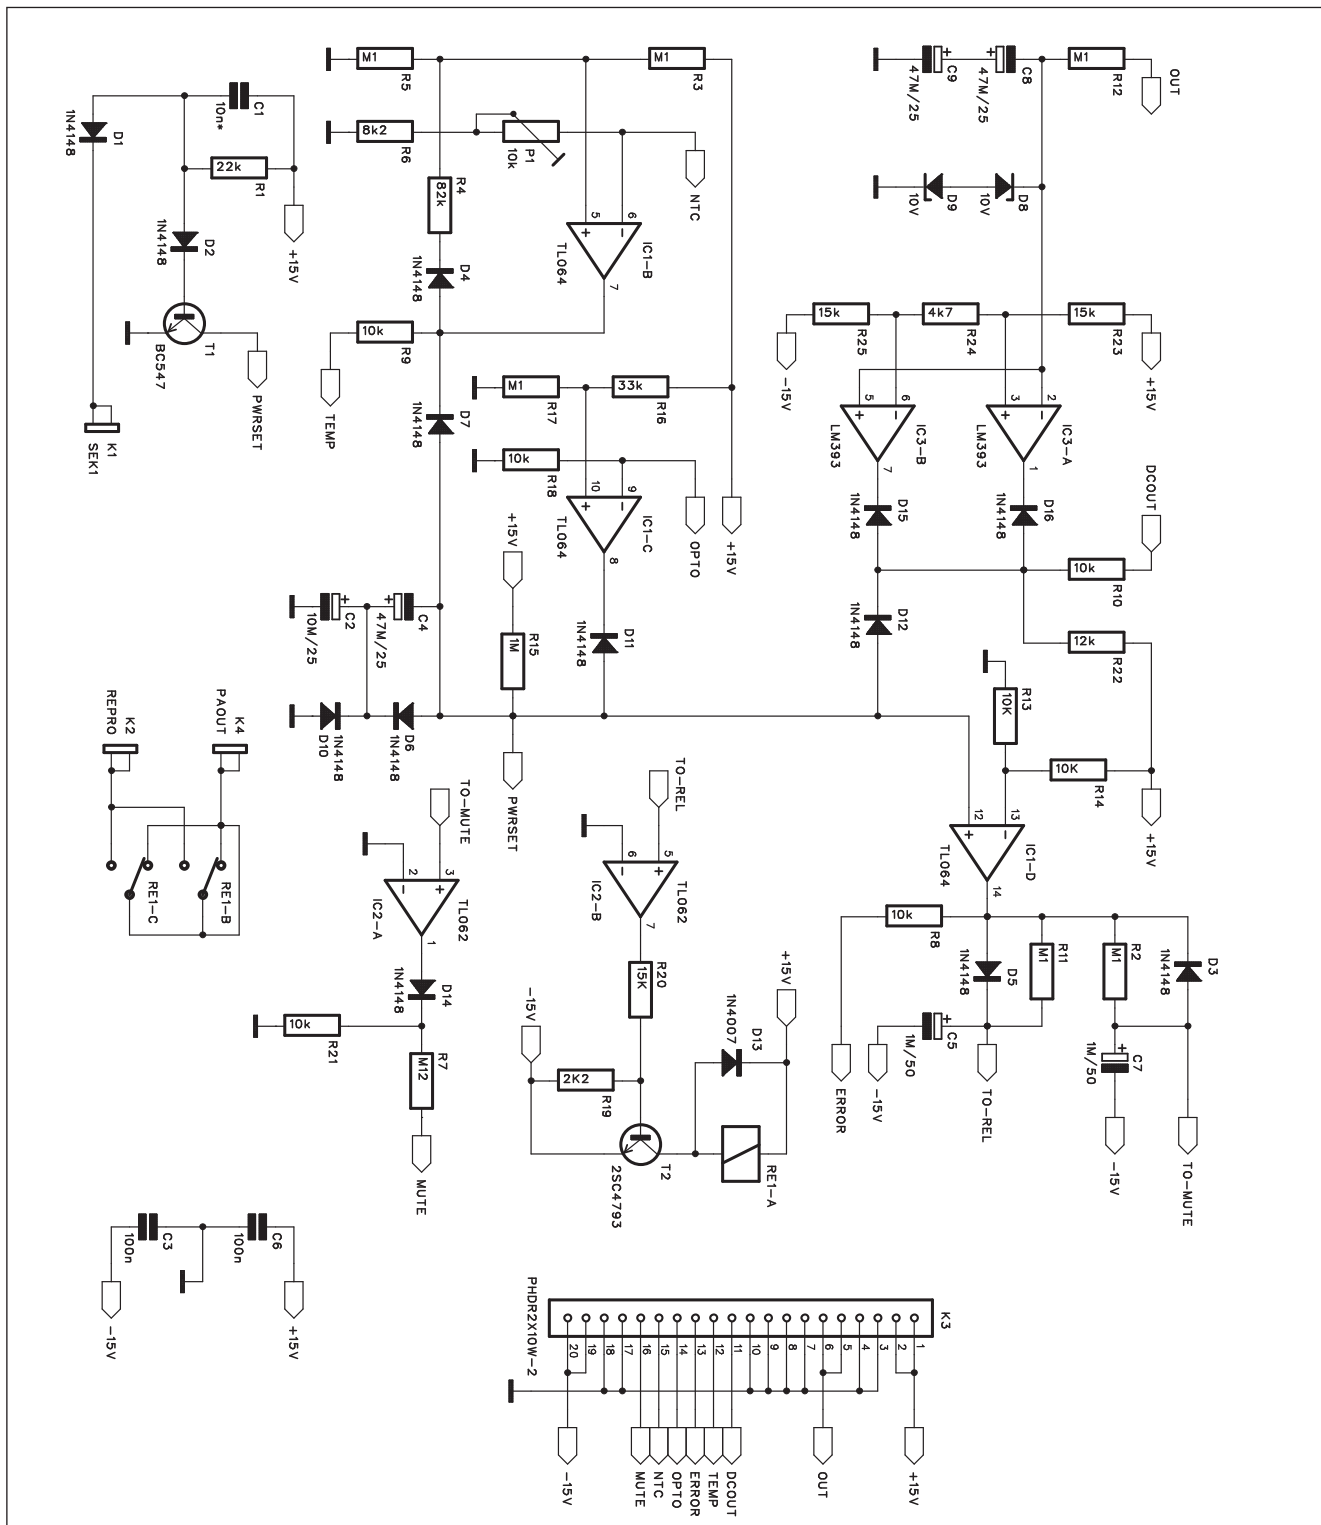 M1
R5
M1
R3
8k2
R6
P1
10k
NTC
R4
82k
1N4148
D4
5
6
+
−
TL064
IC1-B
7
10k
R9
TEMP
1N4148
D7
C1
10n*
22k
R1
+15V
D1
1N4148
1N4148
D2
T1
BC547
PWRSET
K1
SEK1
M1
R17
33k
R16
10k
R18
10
9
+
−
TL064
IC1-C
8
OPTO
+15V
1N4148
D11
+15V
R15
1M
PWRSET
C2
10M/25
+
C4
47M/25
+
D10
1N4148
D6
1N4148
OUT
M1
R12
C9
47M/25
+
C8
47M/25
+
D9
10V
D8
10V
15k
R25
4k7
R24
15k
R23
−15V
+15V
5
6
+
−
LM393
IC3-B
7
3
2
+
−
LM393
IC3-A
1
1N4148
D15
1N4148
D16
DCOUT
10k
R10
12k
R22
1N4148
D12
R13
10K
10K
R14
+15V
12
13
+
−
TL064
IC1-D
14
10k
R8
1N4148
D5
M1
R11
M1
R2
1N4148
D3
C5
1M/50
+
C7
1M/50
+
ERROR
−15V
TO-REL
−15V
TO-MUTE
K2
REPRO
K4
PAOUT
RE1-C
RE1-B
TO-MUTE
2
3
−
+
IC2-A
TL062
1
1N4148
D14
10k
R21
R7
M12
MUTE
TO-REL
6
5
−
+
IC2-B
TL062
7
R20
15K
−15V
2K2
R19
1N4007
D13
+15V
T2
2SC4793
RE1-A
C3
100n
C6
100n
−15V
+15V
K3
PHDR2X10W-2
20
19
18
17
16
15
14
13
12
11
10
9
8
7
6
5
4
3
2
1
−15V
MUTE
NTC
OPTO
ERROR
TEMP
DCOUT
OUT
+15V